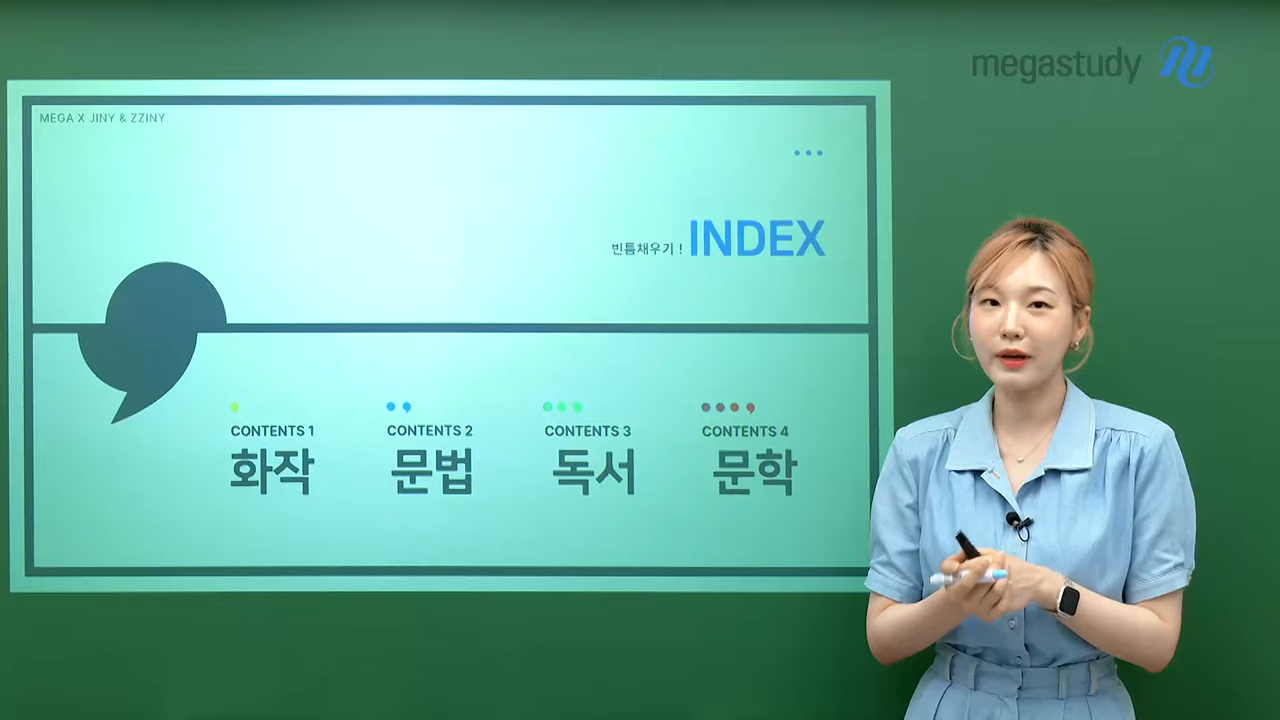 megastudy
MEGA X JINY & ZZINY
빈틈채우기 ! INDEX
CONTENTS 1
화작
CONTENTS 2
문법
CONTENTS 3
독서
CONTENTS 4
문학